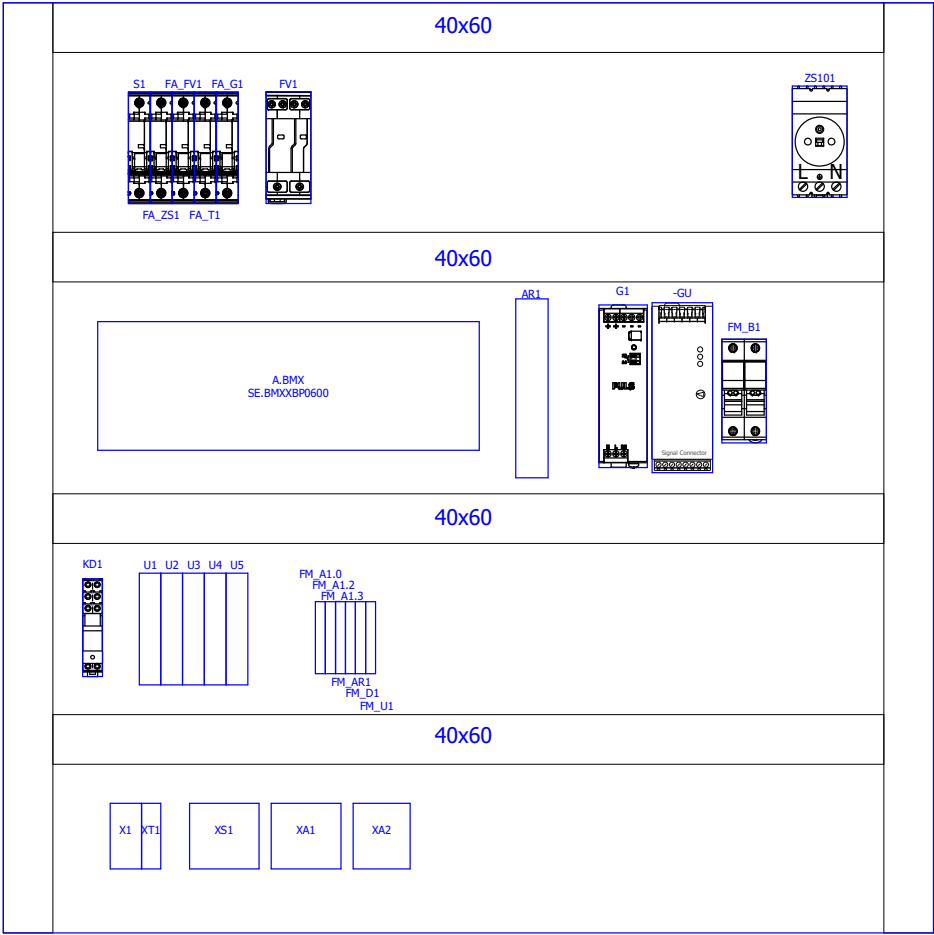 40x60
S1 FA_FV1 FA_G1 FV1 ZS101
L N
FA_ZS1 FA_T1
40x60
AR1 G1 -GU
FM_B1
A.BMX
SE.BMXXBP0600
PULS
Signal Connector
40x60
KD1 U1 U2 U3 U4 U5
FM_A1.0
FM_A1.2
FM_A1.3
FM_AR1
FM_D1
FM_U1
40x60
X1 XT1 XS1 XA1 XA2